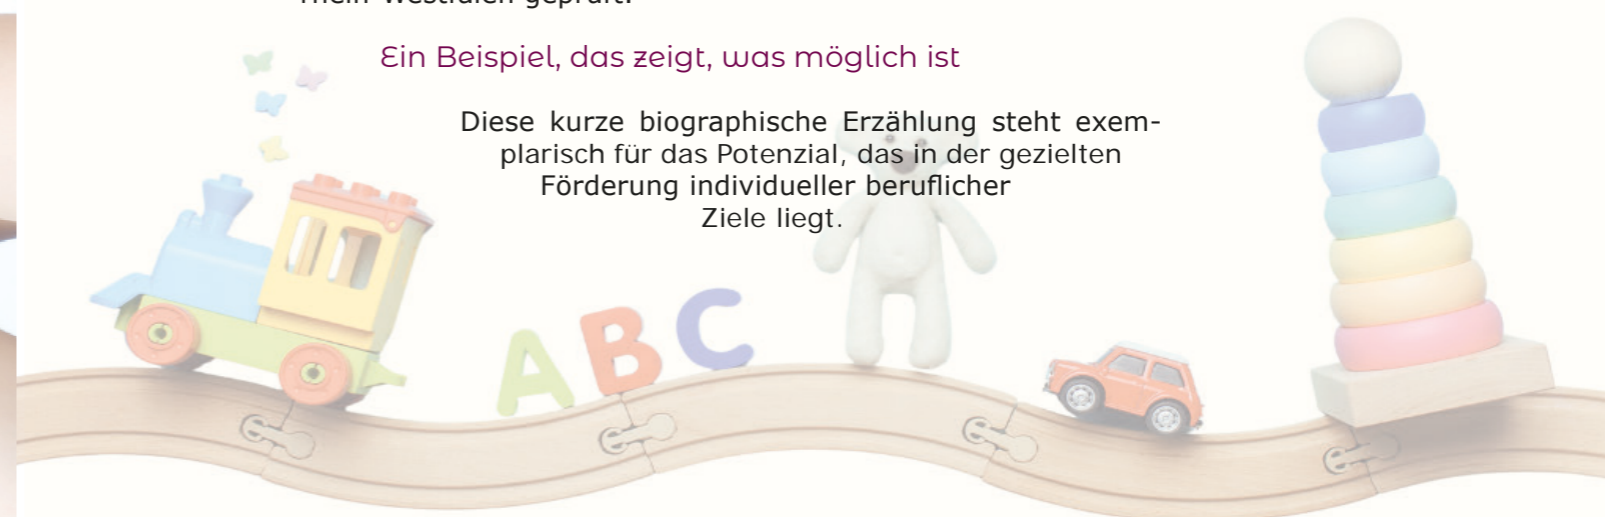 Ein Beispiel, das zeigt, was möglich ist
Diese kurze biographische Erzählung steht exem-
plarisch für das Potenzial, das in der gezielten
Förderung individueller beruflicher
Ziele liegt.
A B C